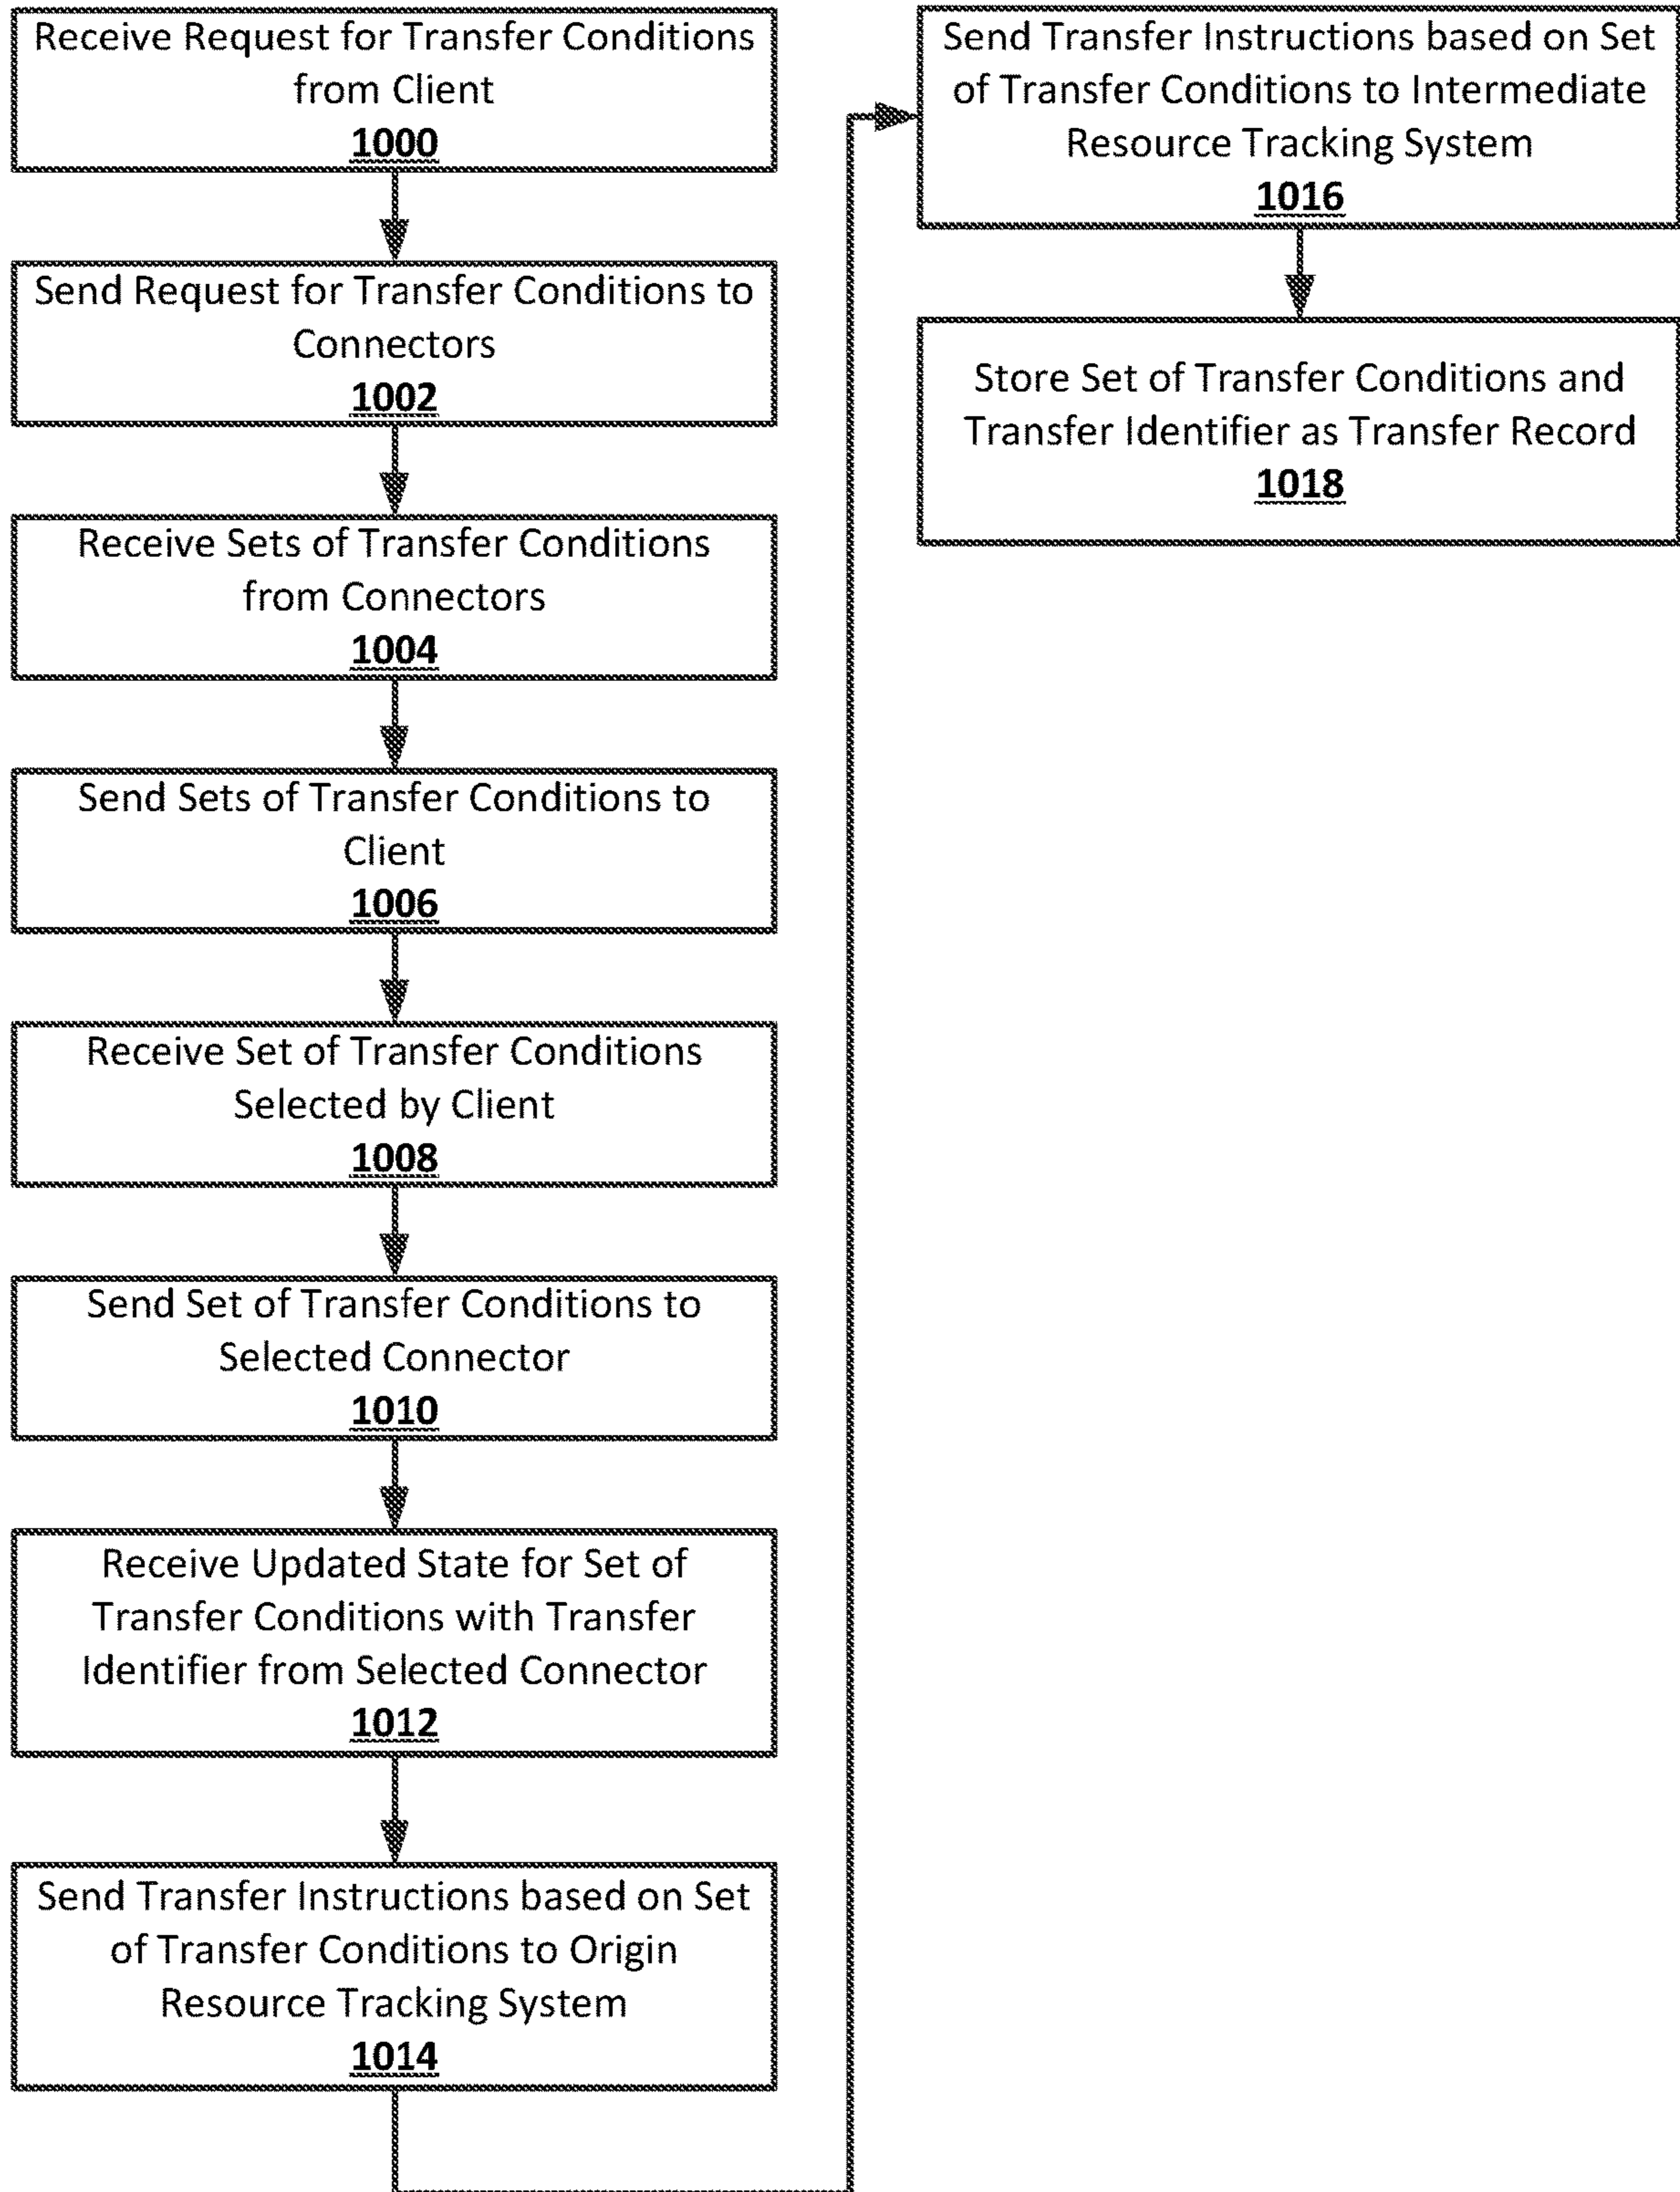 Receive Request for Transfer Conditions
from Client
1000
Send Request for Transfer Conditions to
Connectors
1002
Receive Sets of Transfer Conditions
from Connectors
1004
Send Sets of Transfer Conditions to
Client
1006
Receive Set of Transfer Conditions
Selected by Client
1008
Send Set of Transfer Conditions to
Selected Connector
1010
Receive Updated State for Set of
Transfer Conditions with Transfer
Identifier from Selected Connector
1012
Send Transfer Instructions based on Set
of Transfer Conditions to Origin
Resource Tracking System
1014
Send Transfer Instructions based on Set
of Transfer Conditions to Intermediate
Resource Tracking System
1016
Store Set of Transfer Conditions and
Transfer Identifier as Transfer Record
1018